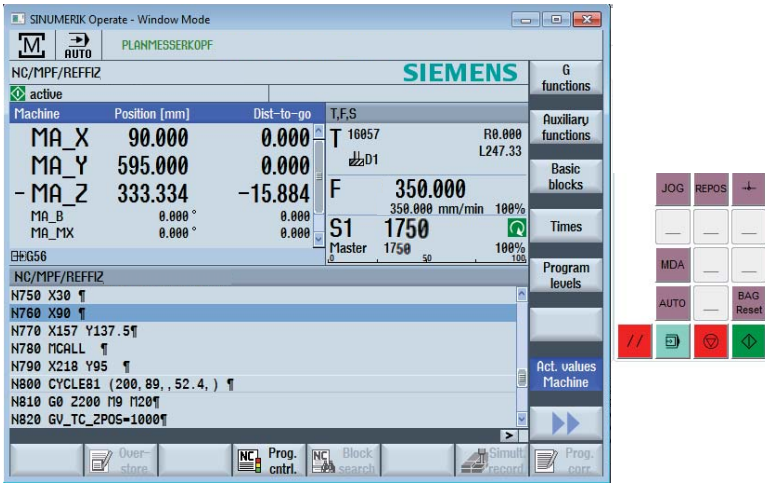 SINUMERIK Operate - Window Mode
M AUTO PLANMESSERKOPF
NC/MPF/REFFIZ SIEMENS
active
Machine Position [mm] Dist-to-go T,F,S
MA_X 90.000 0.000
MA_Y 595.000 0.000
- MA_Z 333.334 -15.884
MA_B 0.000 ° 0.000
MA_MX 0.000 ° 0.000
G56
T 16057 R0.000
D1 L247.33
F 350.000
350.000 mm/min 100%
S1 1750
Master 1750 100%
0 50 100
NC/MPF/REFFIZ
N750 X30 ¶
N760 X90 ¶
N770 X157 Y137.5¶
N780 MCALL ¶
N790 X218 Y95 ¶
N800 CYCLE81 (200,89,,52.4,) ¶
N810 G0 Z200 M9 M20¶
N820 GV_TC_ZPOS=1000¶
G functions
Auxiliary functions
Basic blocks
Times
Program levels
Act. values Machine
Over-store
NC Prog. cntrl.
NC Block search
Simult. record
Prog. corr.
JOG REPOS
MDA
AUTO BAG Reset
//